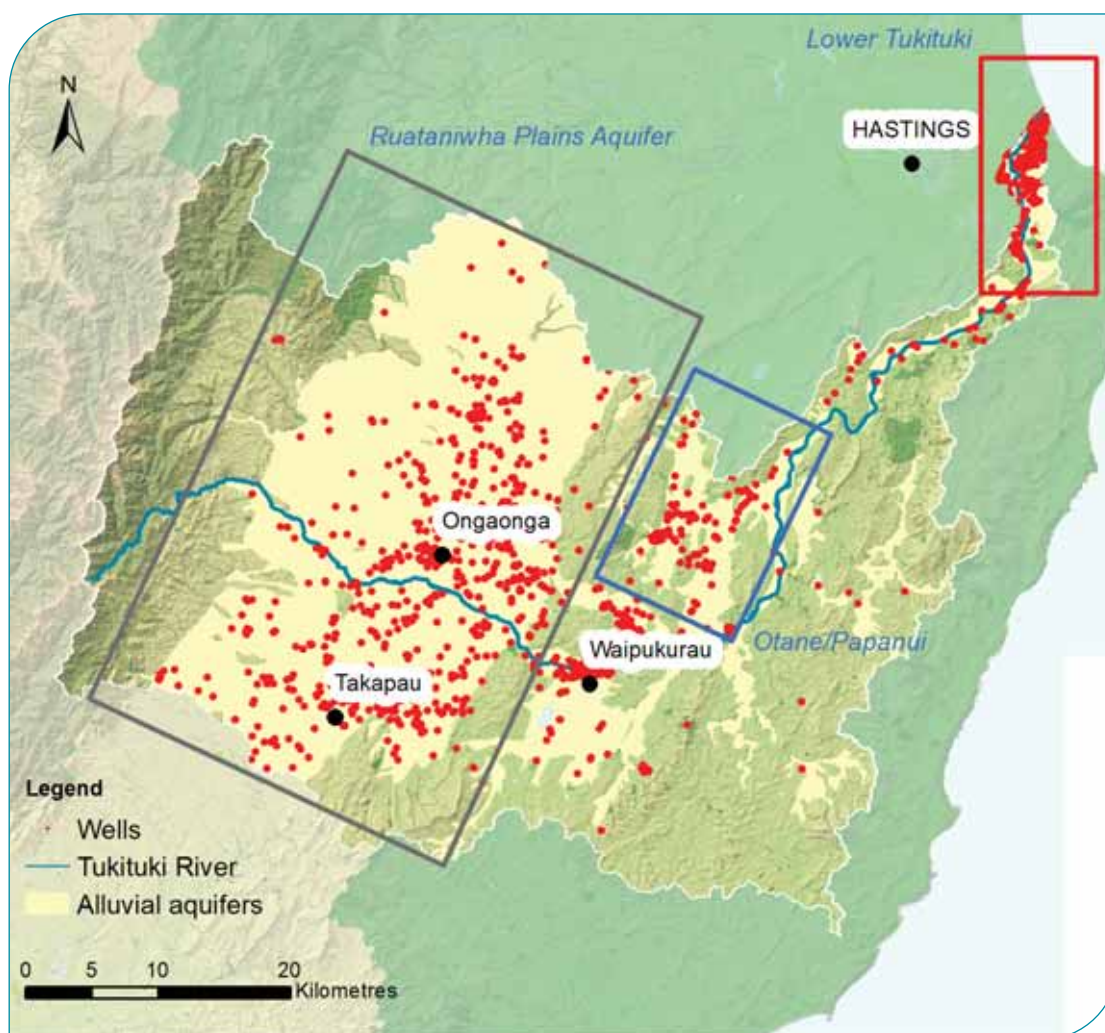 Lower Tukituki
N
HASTINGS
Ruataniwha Plains Aquifer
Ongaonga
Waipukurau
Otane/Papanui
Takapau
Legend
Wells
Tukituki River
Alluvial aquifers
0 5 10 20
Kilometres